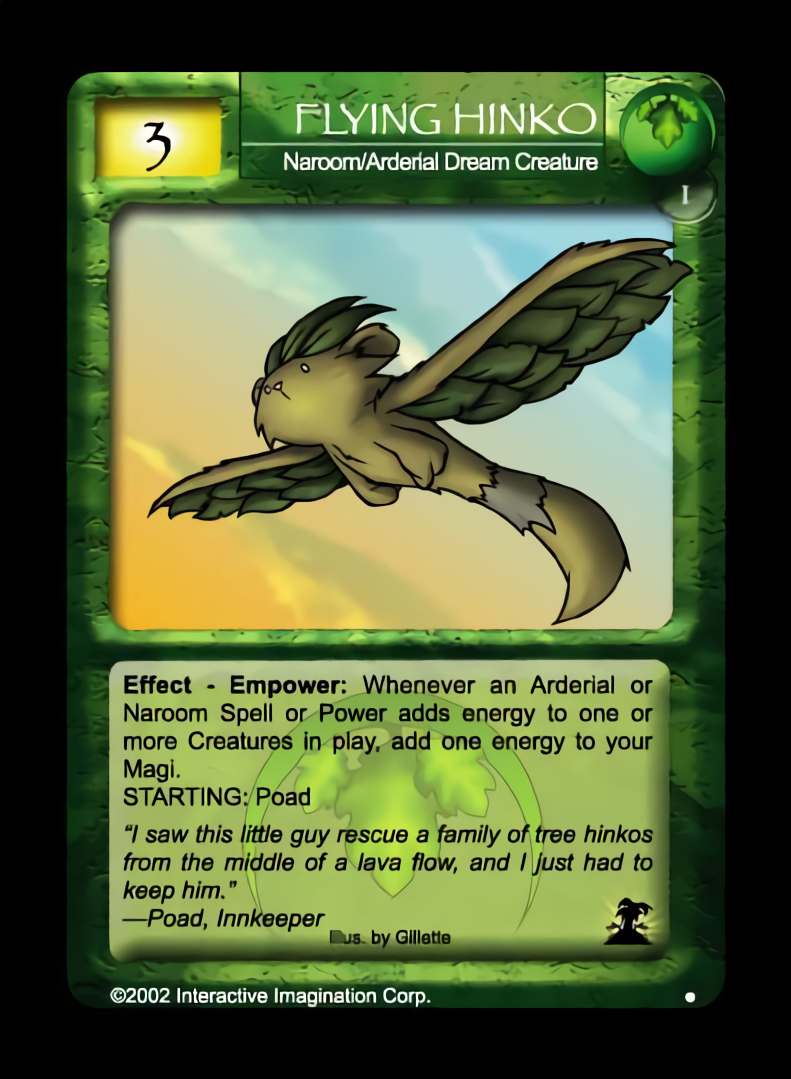 3
FLYING HINKO
Naroom/Arderial Dream Creature
I
Effect - Empower: Whenever an Arderial or
Naroom Spell or Power adds energy to one or
more Creatures in play, add one energy to your
Magi.
STARTING: Poad
“I saw this little guy rescue a family of tree hinkos
from the middle of a lava flow, and I just had to
keep him.”
—Poad, Innkeeper
Illus. by Gillette
©2002 Interactive Imagination Corp.